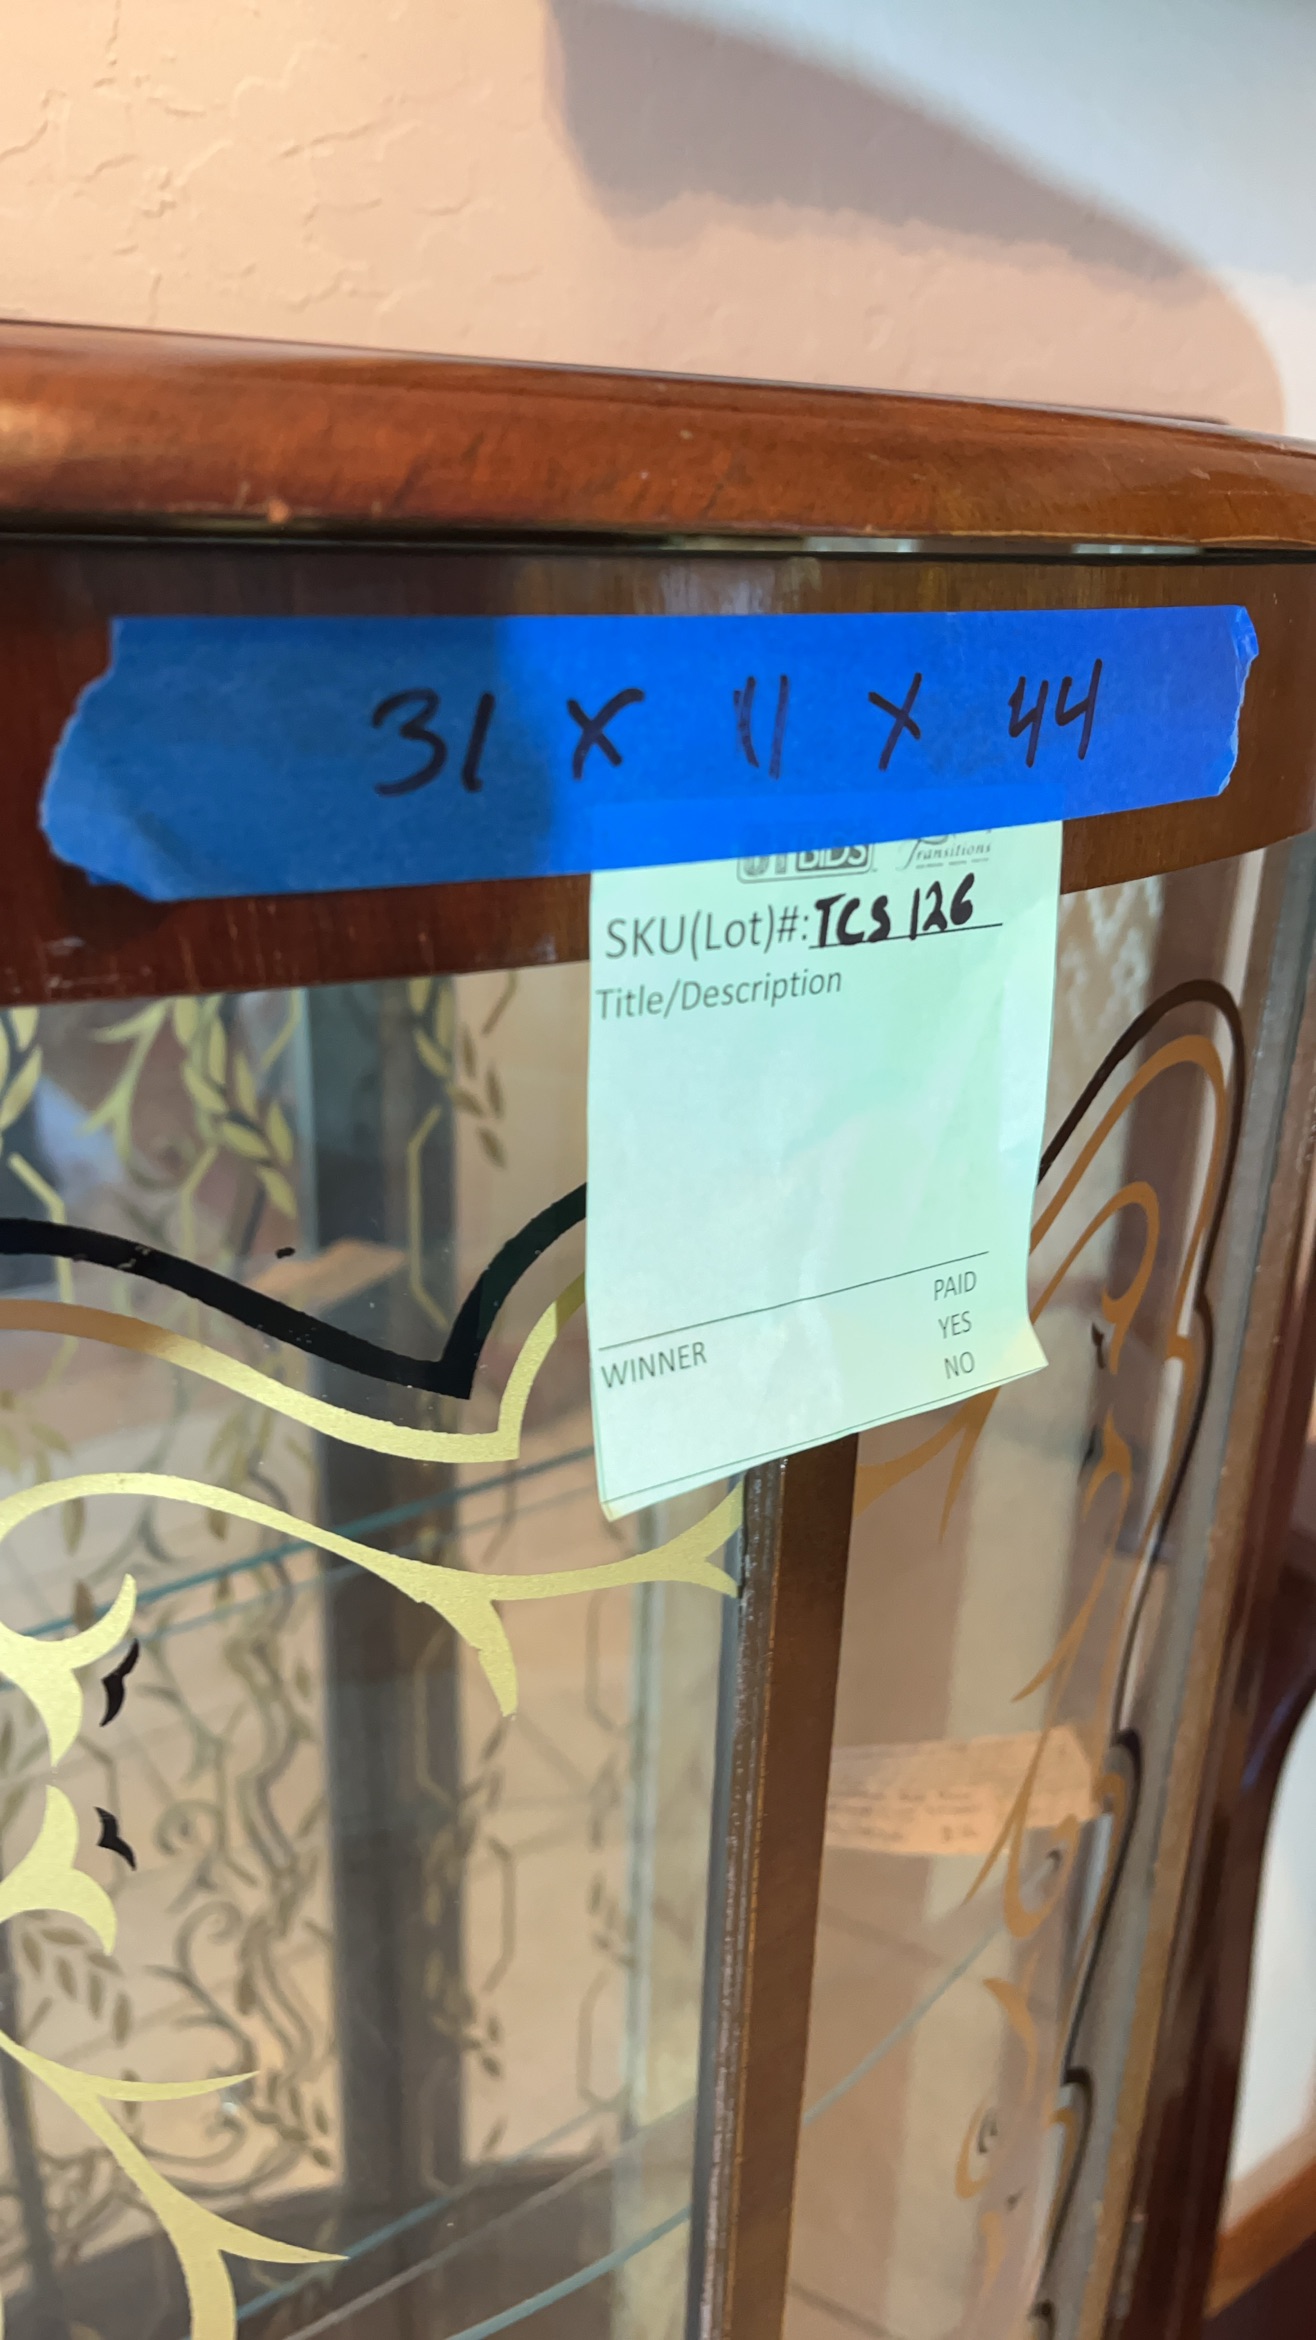 31 x 11 x 44
BIDS
Transitions
SKU(Lot)#: TCS 126
Title/Description
PAID
YES
WINNER
NO